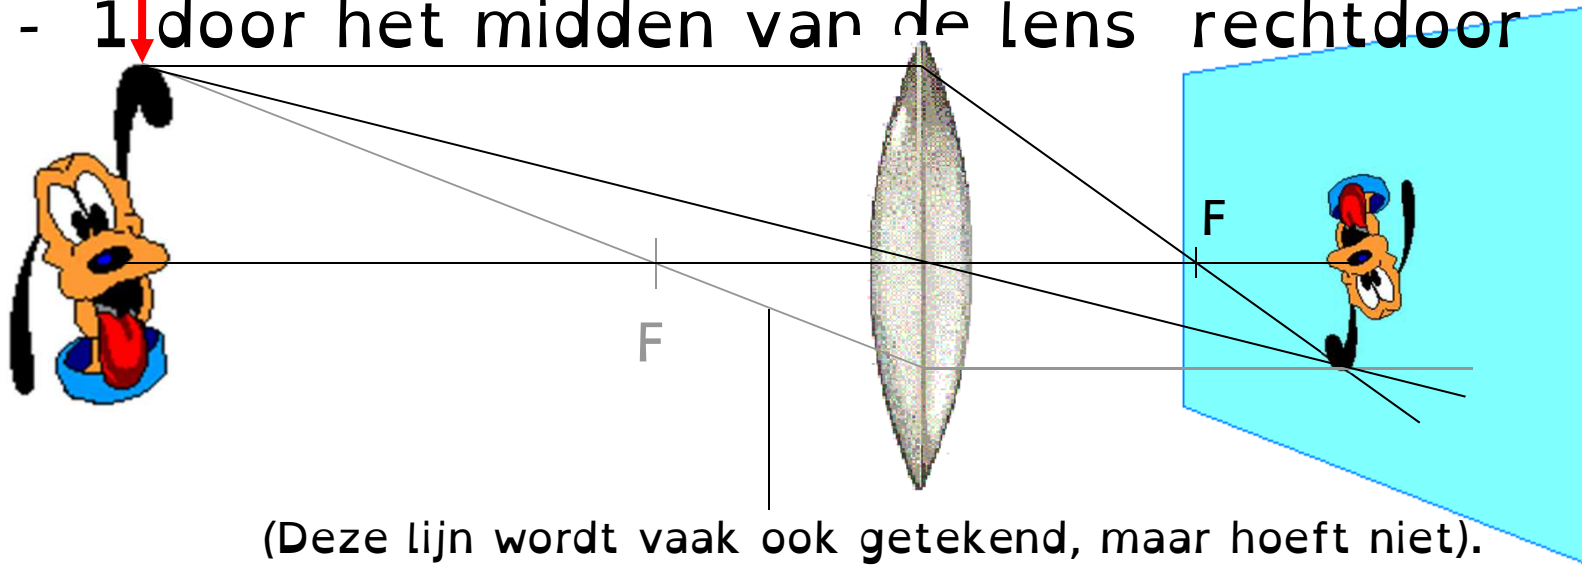 - 1 door het midden van de lens rechtdoor
F
F
(Deze lijn wordt vaak ook getekend, maar hoeft niet).